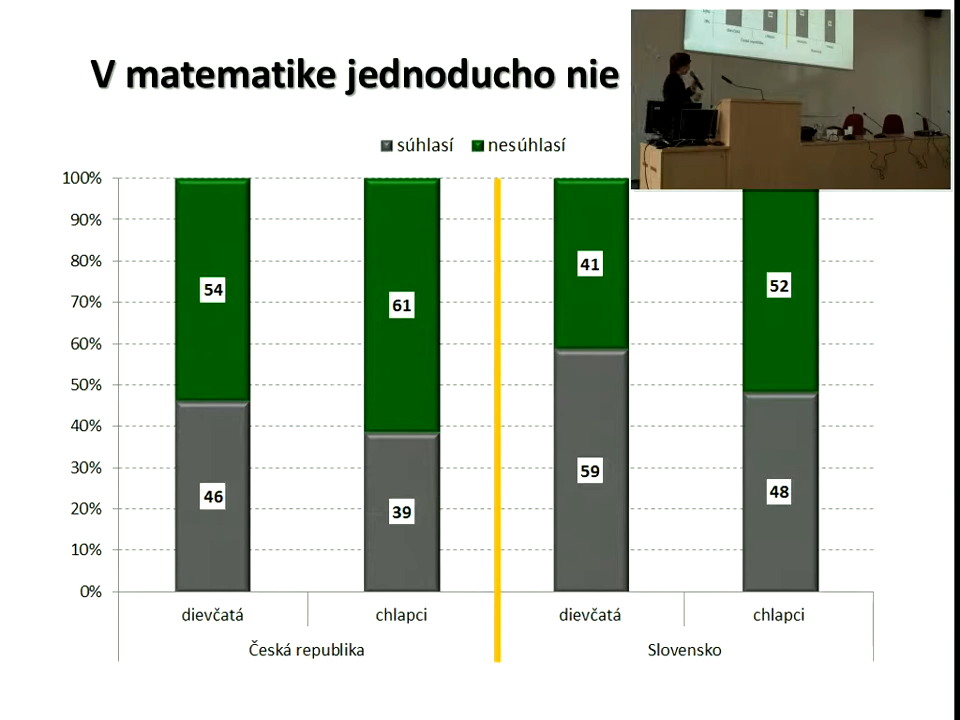 V matematike jednoducho nie
súhlasí nesúhlasí
100%
90%
80%
70%
60%
50%
40%
30%
20%
10%
0%
54 61 41 52
46 39 59 48
dievčatá chlapci dievčatá chlapci
Česká republika Slovensko